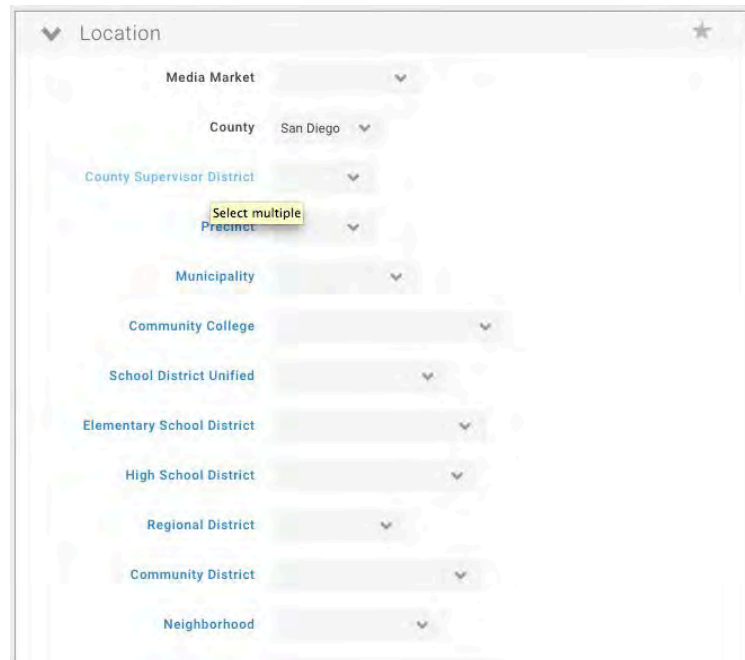 Location
Media Market
County San Diego
County Supervisor District
Select multiple
Precinct
Municipality
Community College
School District Unified
Elementary School District
High School District
Regional District
Community District
Neighborhood